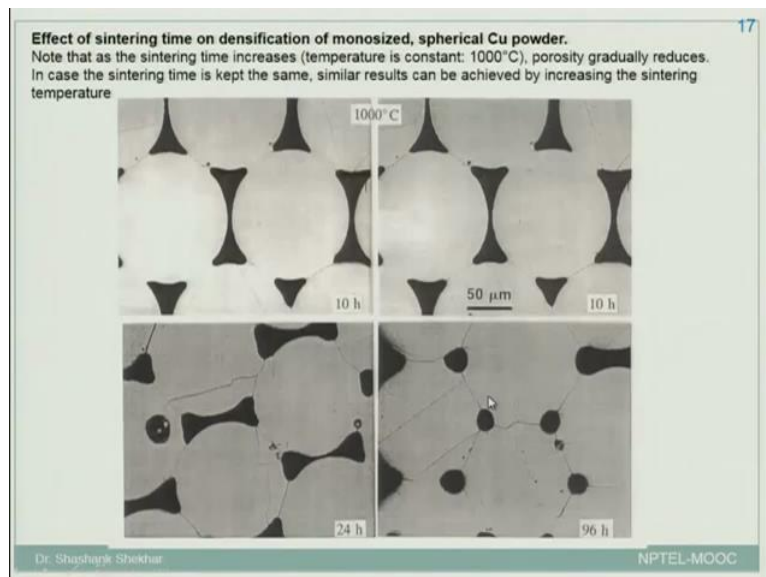 17
Effect of sintering time on densification of monosized, spherical Cu powder.
Note that as the sintering time increases (temperature is constant: 1000°C), porosity gradually reduces.
In case the sintering time is kept the same, similar results can be achieved by increasing the sintering
temperature
1000°C
10 h
50 μm
10 h
24 h
96 h
Dr. Shashank Shekhar
NPTEL-MOOC